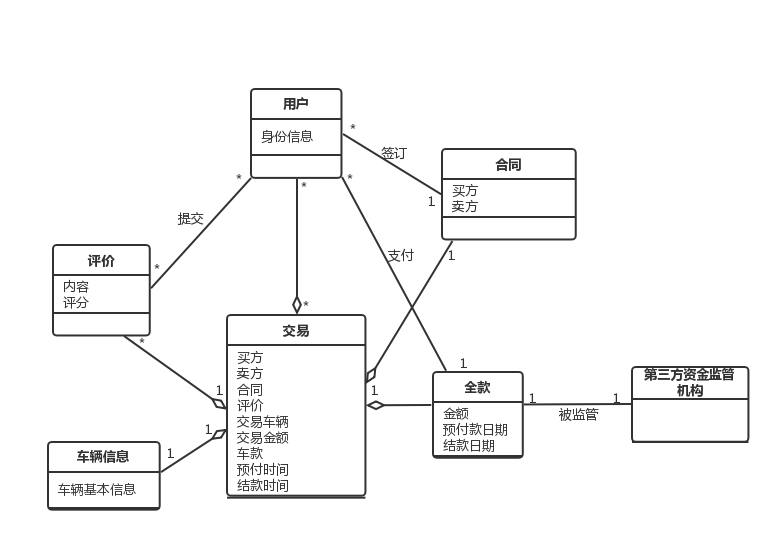 用户
身份信息
*
签订
合同
买方
卖方
1
*
*
*
提交
支付
1
评价
内容
评分
*
*
*
交易
买方
卖方
合同
评价
交易车辆
交易金额
车款
预付时间
结款时间
1
1
1
1
全款
金额
预付款日期
结款日期
1
被监管
1
第三方资金监管
机构
车辆信息
车辆基本信息
1